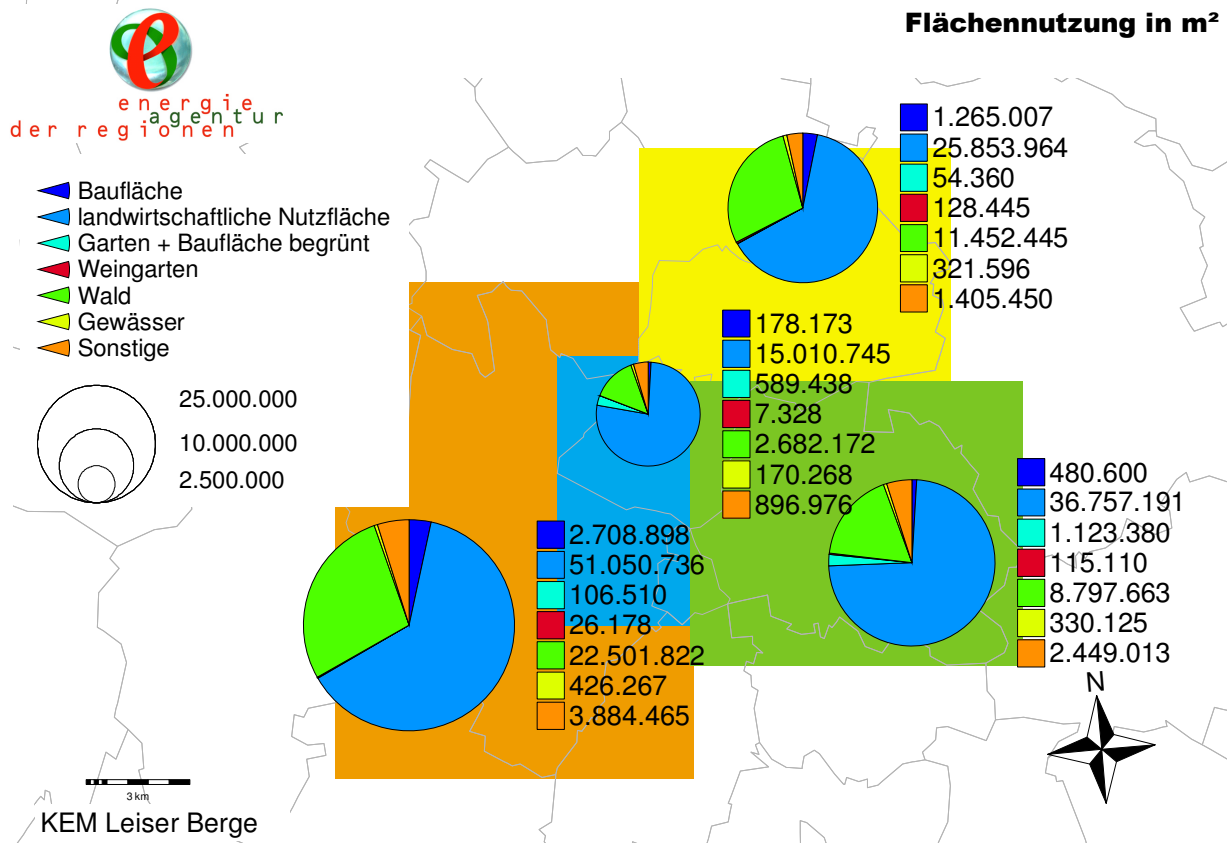 Flächennutzung in m²
energie
agentur
der regionen
Baufläche
landwirtschaftliche Nutzfläche
Garten + Baufläche begrünt
Weingarten
Wald
Gewässer
Sonstige
25.000.000
10.000.000
2.500.000
1.265.007
25.853.964
54.360
128.445
11.452.445
321.596
1.405.450
178.173
15.010.745
589.438
7.328
2.682.172
170.268
896.976
480.600
36.757.191
1.123.380
115.110
8.797.663
330.125
2.449.013
2.708.898
51.050.736
106.510
26.178
22.501.822
426.267
3.884.465
N
3 km
KEM Leiser Berge